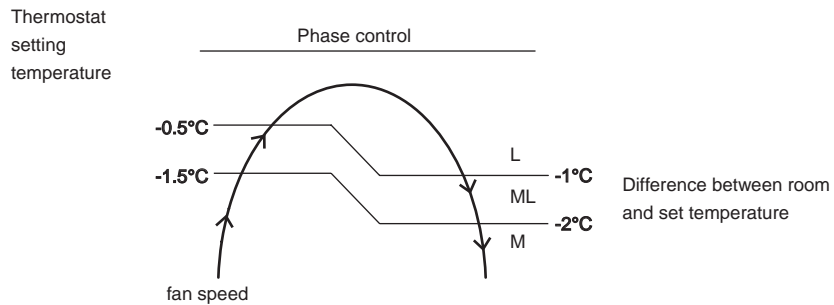 Thermostat
setting
temperature
Phase control
-0.5°C
-1.5°C
L
-1°C
ML
-2°C
M
Difference between room
and set temperature
fan speed